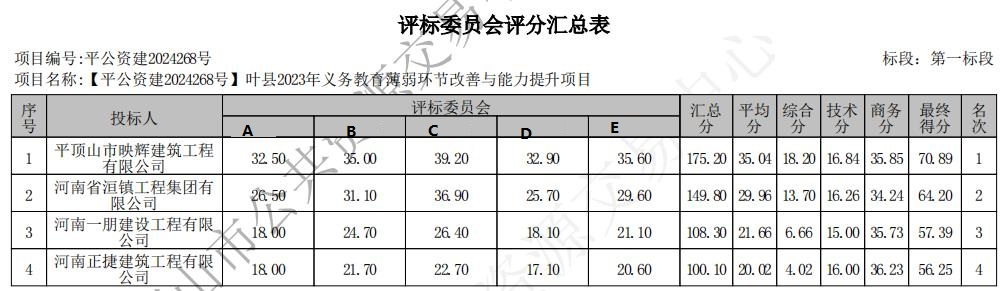 评标委员会评分汇总表
项目编号:平公资建2024268号 标段：第一标段
项目名称:【平公资建2024268号】叶县2023年义务教育薄弱环节改善与能力提升项目
序号 投标人 评标委员会 汇总分 平均分 综合分 技术分 商务分 最终得分 名次
A B C D E
1 平顶山市映辉建筑工程有限公司 32.50 35.00 39.20 32.90 35.60 175.20 35.04 18.20 16.84 35.85 70.89 1
2 河南省洹镇工程集团有限公司 26.50 31.10 36.90 25.70 29.60 149.80 29.96 13.70 16.26 34.24 64.20 2
3 河南一朋建设工程有限公司 18.00 24.70 26.40 18.10 21.10 108.30 21.66 6.66 15.00 35.73 57.39 3
4 河南正捷建筑工程有限公司 18.00 21.70 22.70 17.10 20.60 100.10 20.02 4.02 16.00 36.23 56.25 4